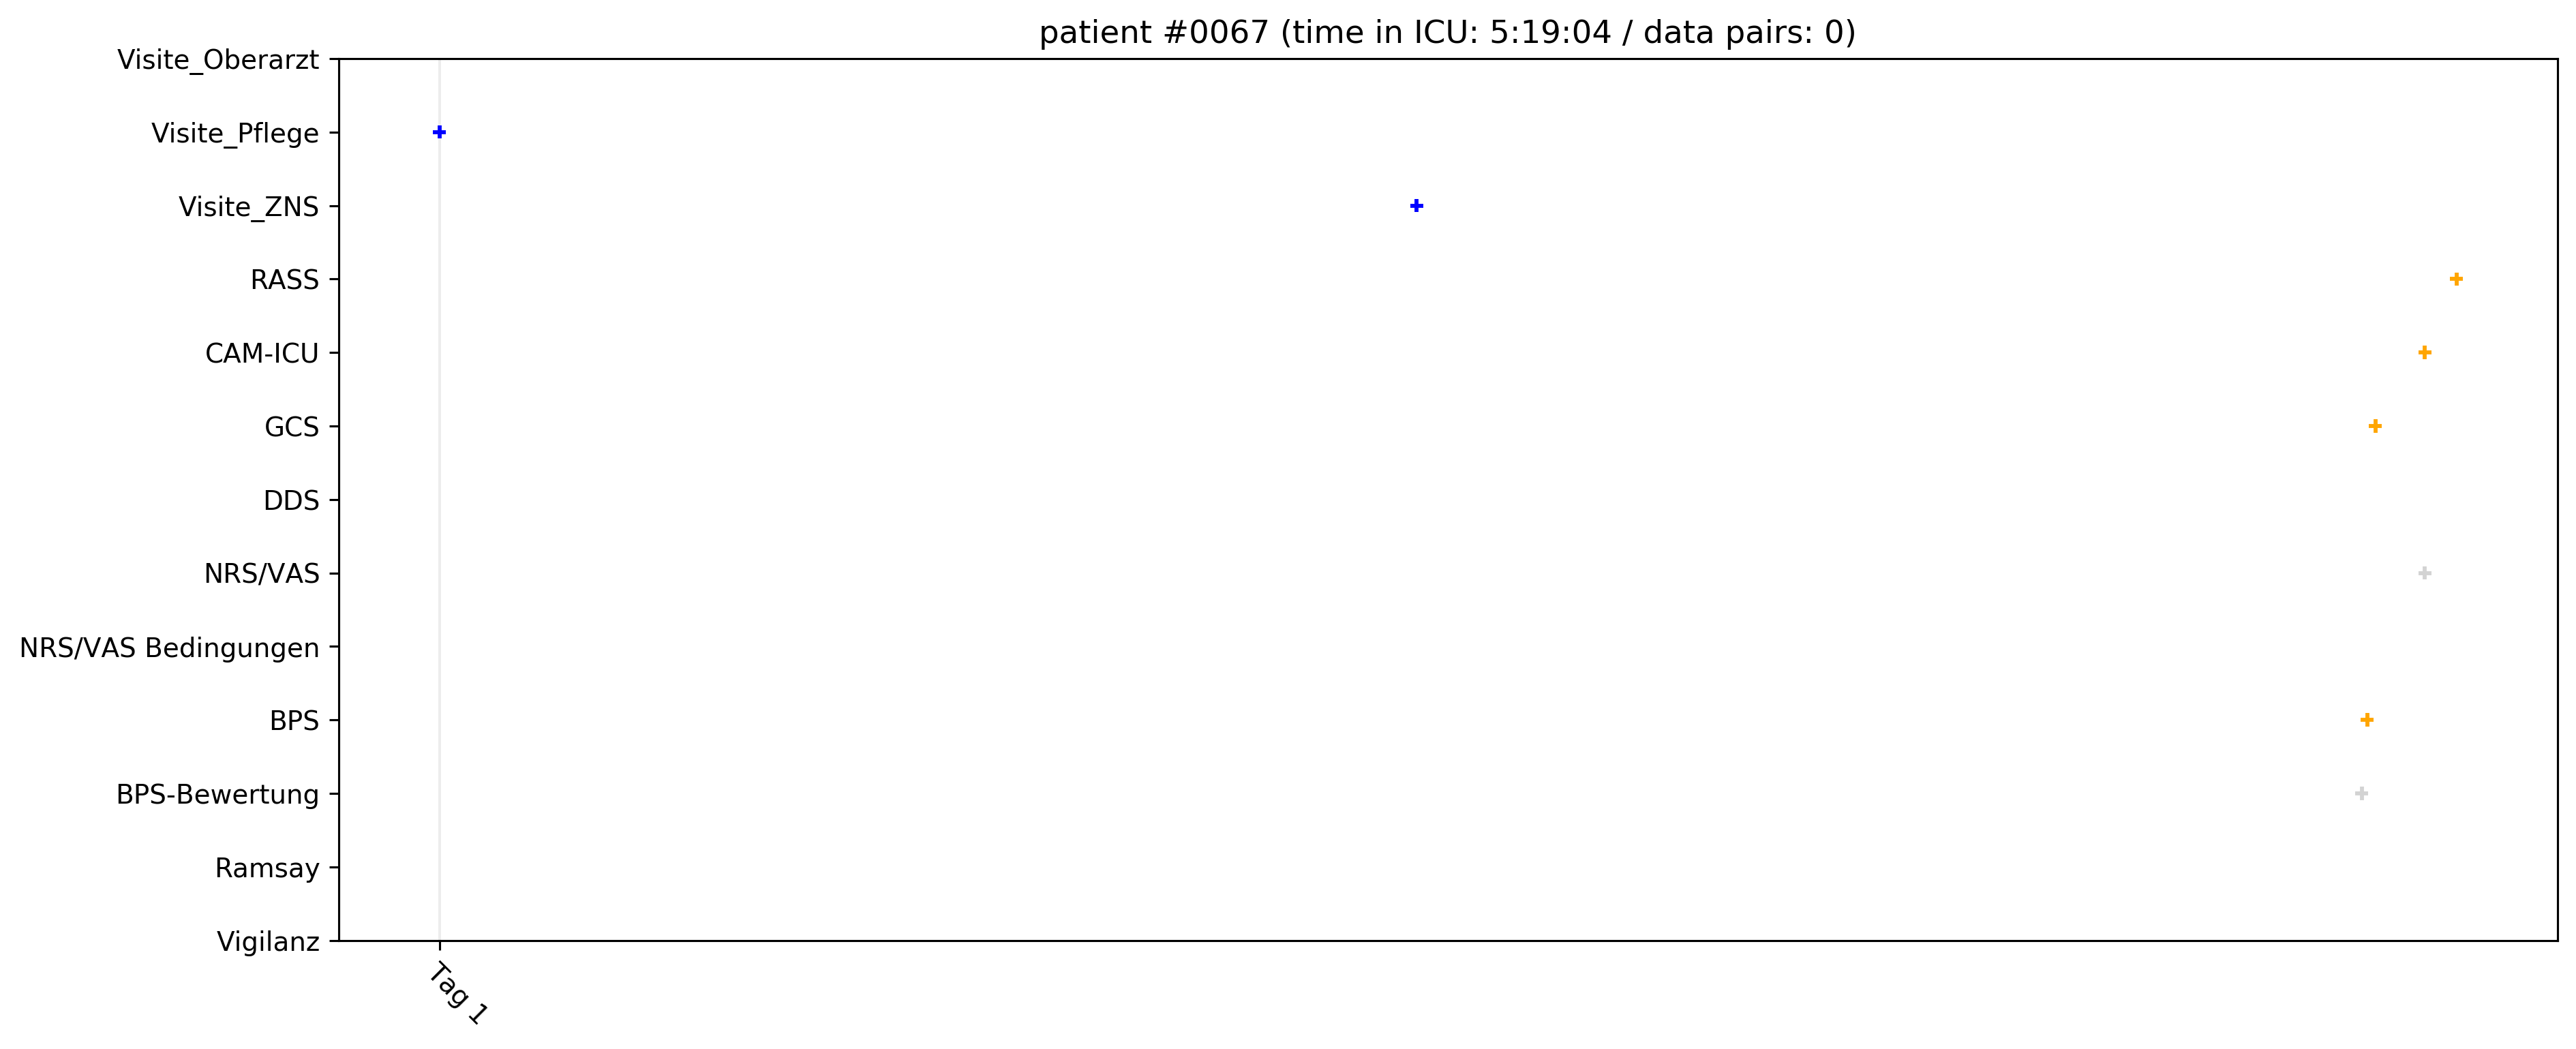 patient #0067 (time in ICU: 5:19:04 / data pairs: 0)
Visite_Oberarzt
Visite_Pflege
Visite_ZNS
RASS
CAM-ICU
GCS
DDS
NRS/VAS
NRS/VAS Bedingungen
BPS
BPS-Bewertung
Ramsay
Vigilanz
Tag 1